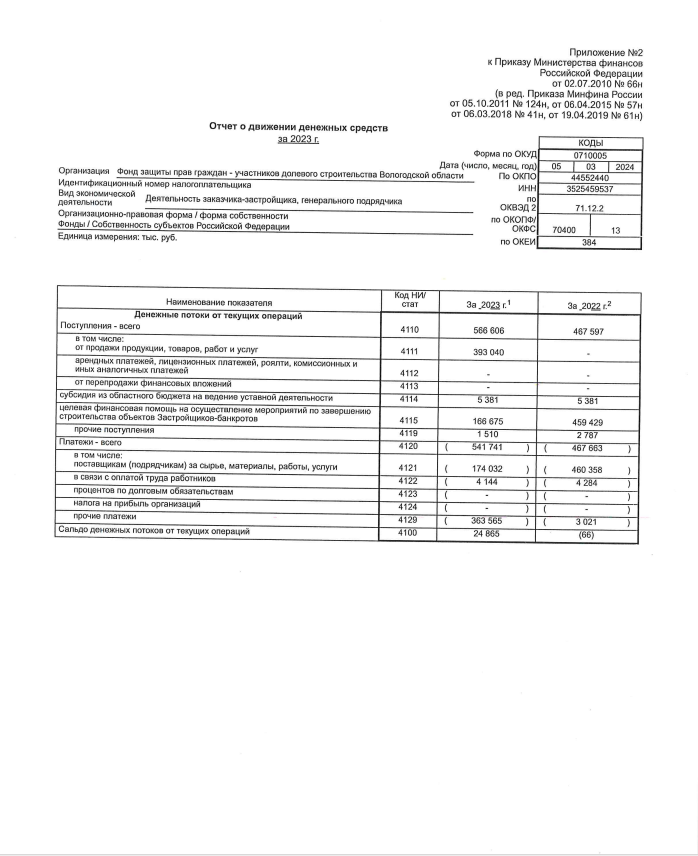 Приложение №2
к Приказу Министерства финансов
Российской Федерации
от 02.07.2010 № 66н
(в ред. Приказа Минфина России
от 05.10.2011 № 124н, от 06.04.2015 № 57н
от 06.03.2018 № 41н, от 19.04.2019 № 61н)
Отчет о движении денежных средств
за 2023 г.
КОДЫ
Форма по ОКУД 0710005
Дата (число, месяц, год) 05 03 2024
Организация Фонд защиты прав граждан - участников долевого строительства Вологодской области По ОКПО 44552440
Идентификационный номер налогоплательщика ИНН 3525459537
Вид экономической
деятельности Деятельность заказчика-застройщика, генерального подрядчика по
ОКВЭД 2 71.12.2
Организационно-правовая форма / форма собственности по ОКОПФ/
Фонды / Собственность субъектов Российской Федерации ОКФС 70400 13
Единица измерения: тыс. руб. по ОКЕИ 384
Наименование показателя Код НИ/
стат За 2023 г.1 За 2022 г.2
Денежные потоки от текущих операций
Поступления - всего 4110 566 606 467 597
в том числе:
от продажи продукции, товаров, работ и услуг 4111 393 040 -
арендных платежей, лицензионных платежей, роялти, комиссионных и
иных аналогичных платежей 4112 - -
от перепродажи финансовых вложений 4113 - -
субсидия из областного бюджета на ведение уставной деятельности 4114 5 381 5 381
целевая финансовая помощь на осуществление мероприятий по завершению
строительства объектов Застройщиков-банкротов 4115 166 675 459 429
прочие поступления 4119 1 510 2 787
Платежи - всего 4120 ( 541 741 ) ( 467 663 )
в том числе:
поставщикам (подрядчикам) за сырье, материалы, работы, услуги 4121 ( 174 032 ) ( 460 358 )
в связи с оплатой труда работников 4122 ( 4 144 ) ( 4 284 )
процентов по долговым обязательствам 4123 ( - ) ( - )
налога на прибыль организаций 4124 ( - ) ( - )
прочие платежи 4129 ( 363 565 ) ( 3 021 )
Сальдо денежных потоков от текущих операций 4100 24 865 (66)